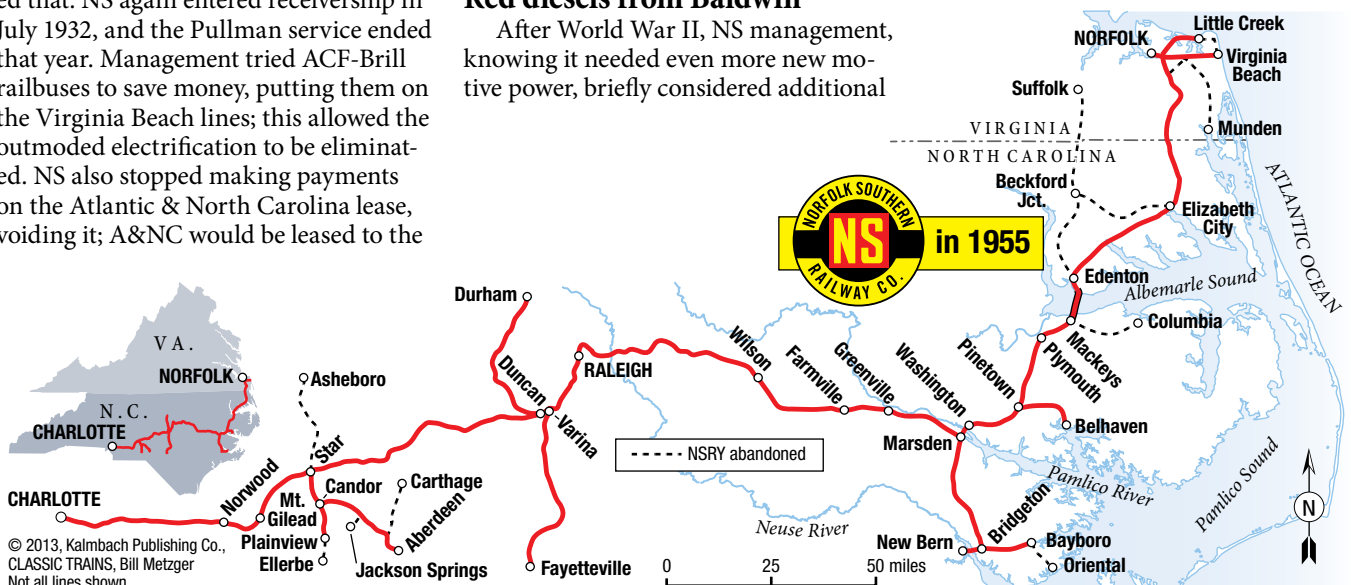 ed that. NS again entered receivership in
July 1932, and the Pullman service ended
that year. Management tried ACF-Brill
railbuses to save money, putting them on
the Virginia Beach lines; this allowed the
outmoded electrification to be eliminat-
ed. NS also stopped making payments
on the Atlantic & North Carolina lease,
voiding it; A&NC would be leased to the
Red diesels from Baldwin
After World War II, NS management,
knowing it needed even more new mo-
tive power, briefly considered additional
Little Creek
NORFOLK
Virginia
Beach
Suffolk
Munden
VIRGINIA
NORTH CAROLINA
Beckford
Jct.
Elizabeth
City
ATLANTIC OCEAN
NORFOLK SOUTHERN
NS
RAILWAY CO.
in 1955
Edenton
Albemarle Sound
Columbia
Mackeys
Plymouth
Durham
Duncan
RALEIGH
Varina
Wilson
Farmville
Greenville
Washington
Pinetown
Marsden
Belhaven
Pamlico River
Pamlico Sound
NSRY abandoned
Neuse River
New Bern
Bridgeton
Bayboro
Oriental
0 25 50 miles
N
VA.
NORFOLK
N.C.
CHARLOTTE
Asheboro
Star
Norwood
CHARLOTTE
Mt.
Gilead
Candor
Carthage
Aberdeen
Plainview
Ellerbe
Jackson Springs
Fayetteville
© 2013, Kalmbach Publishing Co.,
CLASSIC TRAINS, Bill Metzger
Not all lines shown